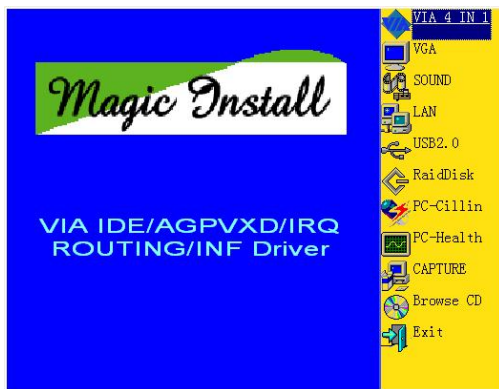 Magic Install
VIA IDE/AGPVXD/IRQ
ROUTING/INF Driver
VIA 4 IN 1
VGA
SOUND
LAN
USB2.0
RaidDisk
PC-Cillin
PC-Health
CAPTURE
Browse CD
Exit